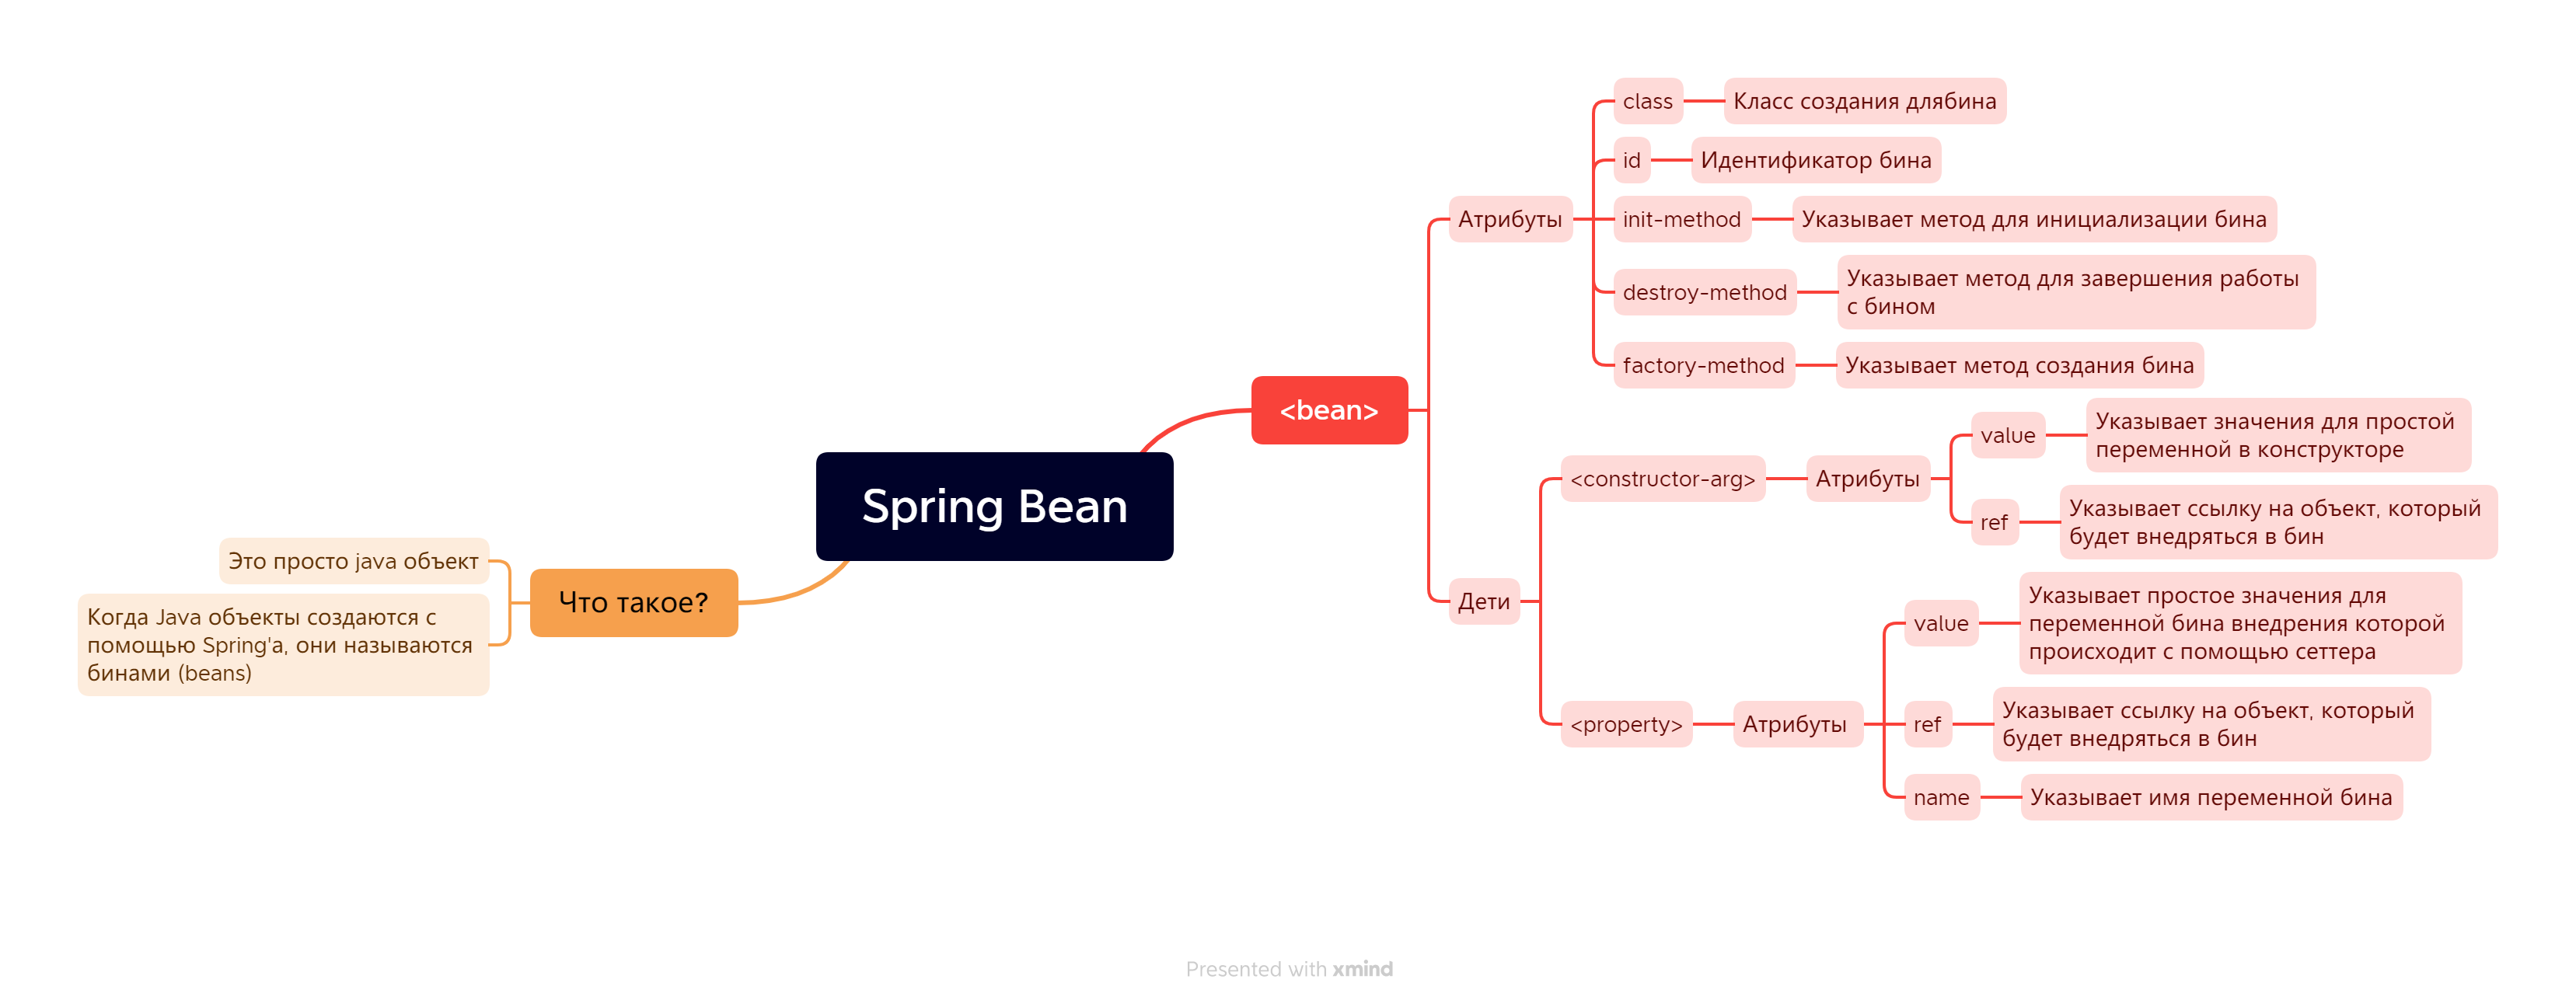 Spring Bean
<bean>
Атрибуты
class
Класс создания длябина
id
Идентификатор бина
init-method
Указывает метод для инициализации бина
destroy-method
Указывает метод для завершения работы
с бином
factory-method
Указывает метод создания бина
Дети
<constructor-arg>
Атрибуты
value
Указывает значения для простой
переменной в конструкторе
ref
Указывает ссылку на объект, который
будет внедряться в бин
<property>
Атрибуты
value
Указывает простое значения для
переменной бина внедрения которой
происходит с помощью сеттера
ref
Указывает ссылку на объект, который
будет внедряться в бин
name
Указывает имя переменной бина
Что такое?
Это просто java объект
Когда Java объекты создаются с
помощью Spring'а, они называются
бинами (beans)
Presented with xmind